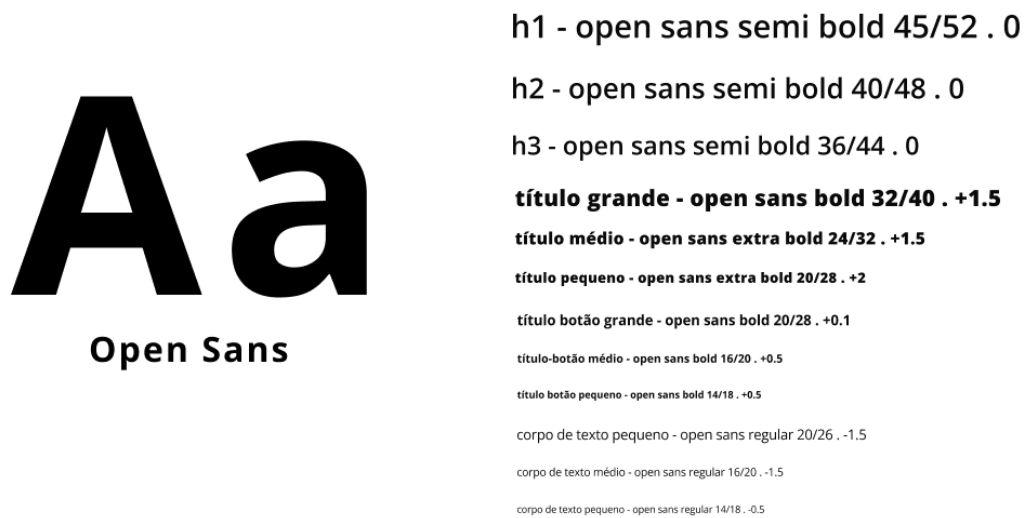 Aa
Open Sans
h1 - open sans semi bold 45/52 . 0
h2 - open sans semi bold 40/48 . 0
h3 - open sans semi bold 36/44 . 0
título grande - open sans bold 32/40 . +1.5
título médio - open sans extra bold 24/32 . +1.5
título pequeno - open sans extra bold 20/28 . +2
título botão grande - open sans bold 20/28 . +0.1
título-botão médio - open sans bold 16/20 . +0.5
título botão pequeno - open sans bold 14/18 . +0.5
corpo de texto pequeno - open sans regular 20/26 . -1.5
corpo de texto médio - open sans regular 16/20 . -1.5
corpo de texto pequeno - open sans regular 14/18 . -0.5